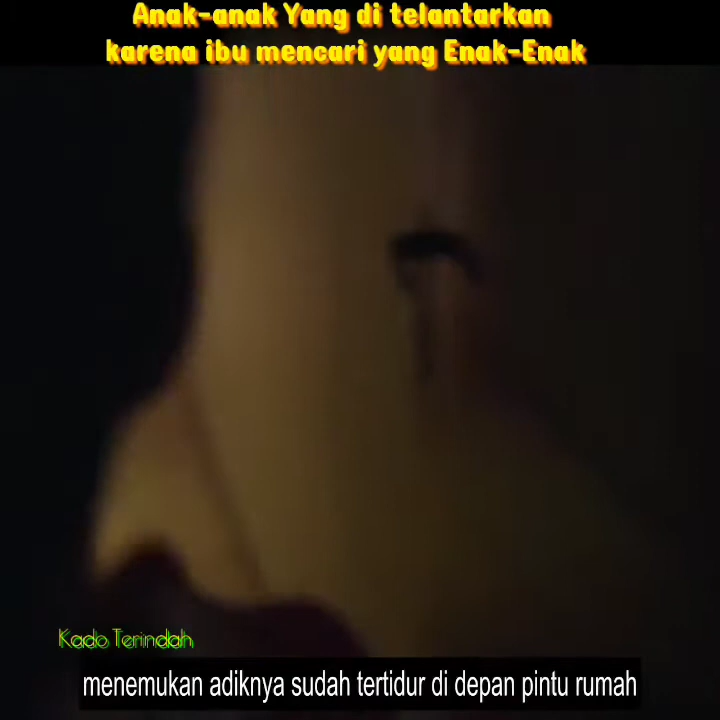 Anak-anak Yang di telantarkan
karena ibu mencari yang Enak-Enak
Kado Terindah
menemukan adiknya sudah tertidur di depan pintu rumah